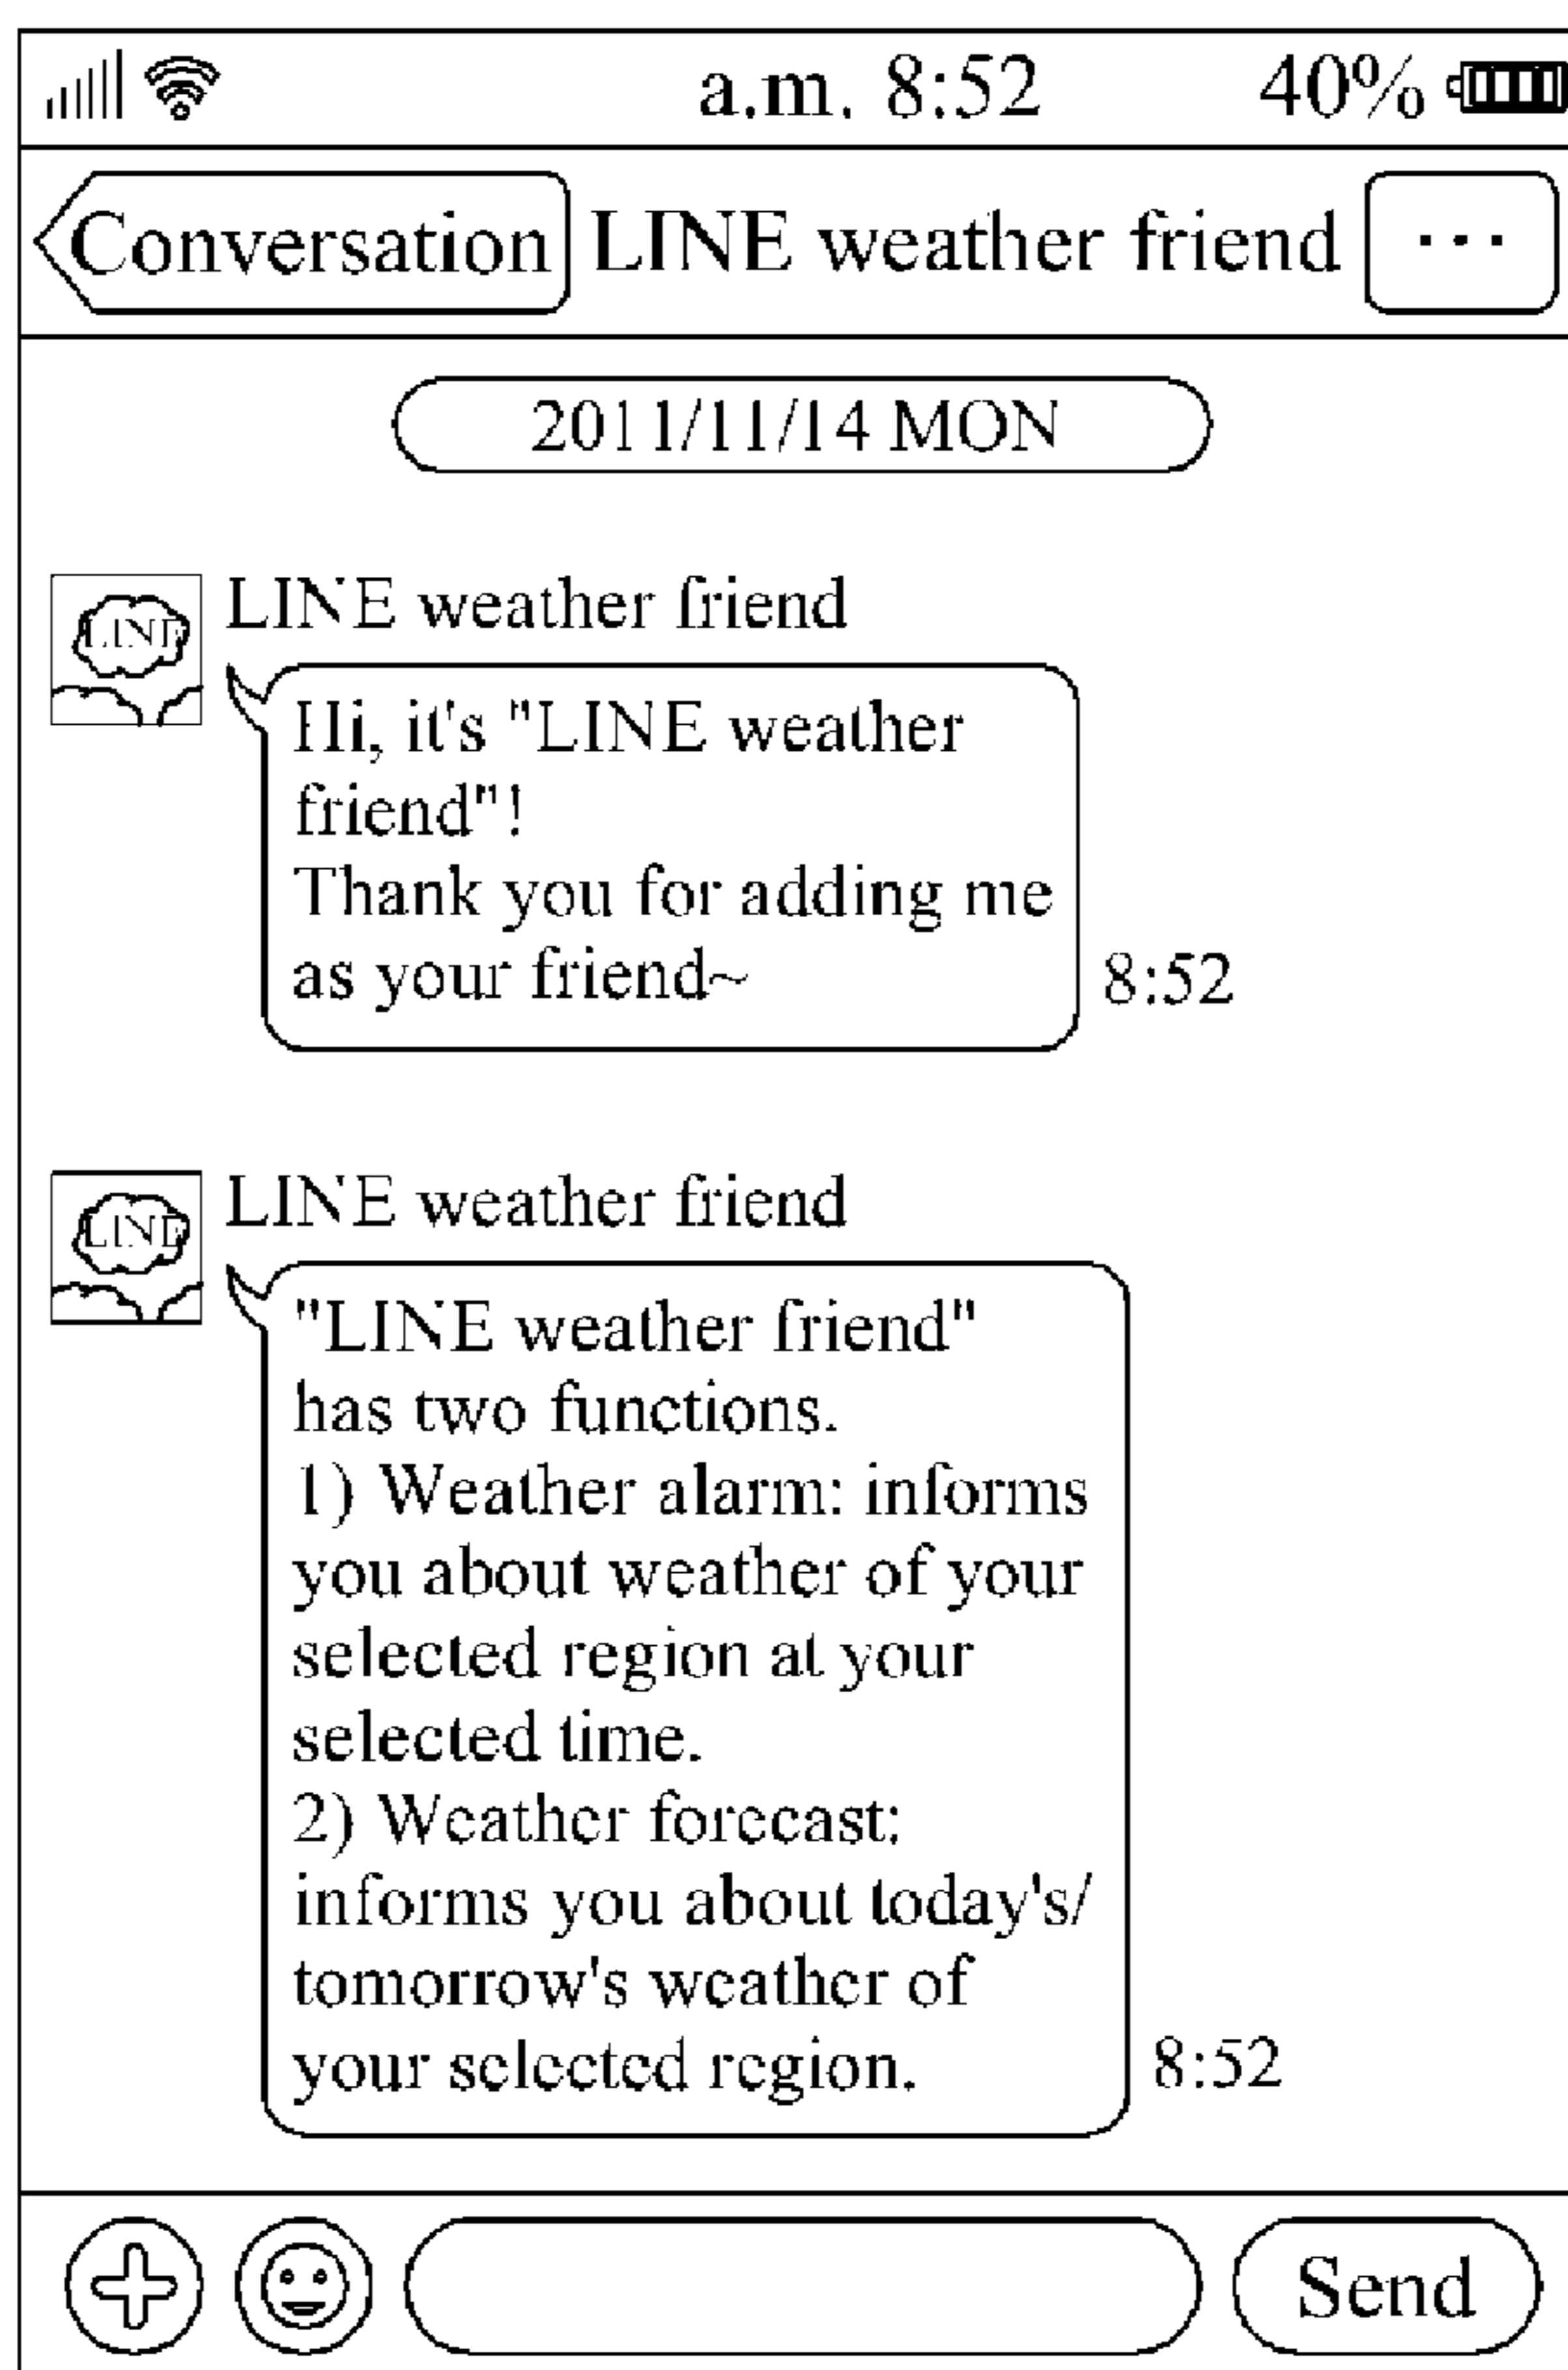 a.m. 8:52 40%
Conversation LINE weather friend ...
2011/11/14 MON
LINE
LINE weather friend
Hi, it's "LINE weather
friend"!
Thank you for adding me
as your friend~
8:52
LINE
LINE weather friend
"LINE weather friend"
has two functions.
1) Weather alarm: informs
you about weather of your
selected region at your
selected time.
2) Weather forecast:
informs you about today's/
tomorrow's weather of
your selected region.
8:52
Send